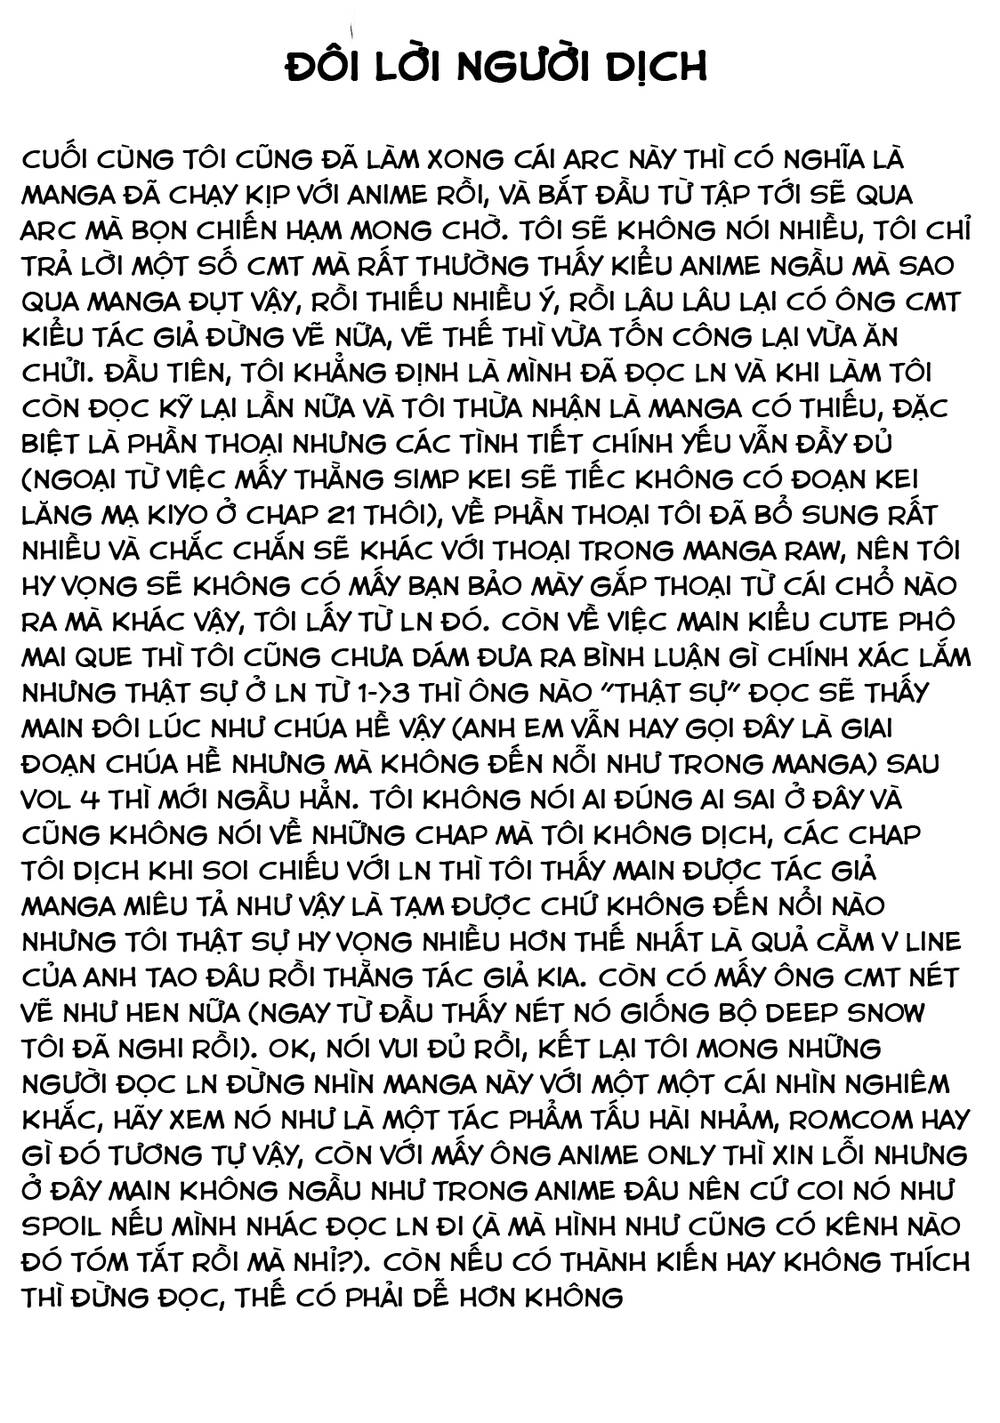 ĐÔI LỜI NGƯỜI DỊCH
CUỐI CÙNG TÔI CŨNG ĐÃ LÀM XONG CÁI ARC NÀY THÌ CÓ NGHĨA LÀ
MANGA ĐÃ CHẠY KỊP VỚI ANIME RỒI, VÀ BẮT ĐẦU TỪ TẬP TỚI SẼ QUA
ARC MÀ BỌN CHIẾN HẠM MONG CHỜ. TÔI SẼ KHÔNG NÓI NHIỀU, TÔI CHỈ
TRẢ LỜI MỘT SỐ CMT MÀ RẤT THƯỜNG THẤY KIỂU ANIME NGẦU MÀ SAO
QUA MANGA ĐỤT VẬY, RỒI THIẾU NHIỀU Ý, RỒI LÂU LÂU LẠI CÓ ÔNG CMT
KIỂU TÁC GIẢ ĐỪNG VẼ NỮA, VẼ THẾ THÌ VỪA TỐN CÔNG LẠI VỪA ĂN
CHỬI. ĐẦU TIÊN, TÔI KHẲNG ĐỊNH LÀ MÌNH ĐÃ ĐỌC LN VÀ KHI LÀM TÔI
CÒN ĐỌC KỸ LẠI LẦN NỮA VÀ TÔI THỪA NHẬN LÀ MANGA CÓ THIẾU, ĐẶC
BIỆT LÀ PHẦN THOẠI NHƯNG CÁC TÌNH TIẾT CHÍNH YẾU VẪN ĐẦY ĐỦ
(NGOẠI TỪ VIỆC MẤY THẰNG SIMP KEI SẼ TIẾC KHÔNG CÓ ĐOẠN KEI
LĂNG MẠ KIYO Ở CHAP 21 THÔI), VỀ PHẦN THOẠI TÔI ĐÃ BỔ SUNG RẤT
NHIỀU VÀ CHẮC CHẮN SẼ KHÁC VỚI THOẠI TRONG MANGA RAW, NÊN TÔI
HY VỌNG SẼ KHÔNG CÓ MẤY BẠN BẢO MÀY GẮP THOẠI TỪ CÁI CHỔ NÀO
RA MÀ KHÁC VẬY, TÔI LẤY TỪ LN ĐÓ. CÒN VỀ VIỆC MAIN KIỂU CUTE PHÔ
MAI QUE THÌ TÔI CŨNG CHƯA DÁM ĐƯA RA BÌNH LUẬN GÌ CHÍNH XÁC LẮM
NHƯNG THẬT SỰ Ở LN TỪ 1->3 THÌ ÔNG NÀO "THẬT SỰ" ĐỌC SẼ THẤY
MAIN ĐÔI LÚC NHƯ CHÚA HỀ VẬY (ANH EM VẪN HAY GỌI ĐÂY LÀ GIAI
ĐOẠN CHÚA HỀ NHƯNG MÀ KHÔNG ĐẾN NỖI NHƯ TRONG MANGA) SAU
VOL 4 THÌ MỚI NGẦU HẲN. TÔI KHÔNG NÓI AI ĐÚNG AI SAI Ở ĐÂY VÀ
CŨNG KHÔNG NÓI VỀ NHỮNG CHAP MÀ TÔI KHÔNG DỊCH, CÁC CHAP
TÔI DỊCH KHI SOI CHIẾU VỚI LN THÌ TÔI THẤY MAIN ĐƯỢC TÁC GIẢ
MANGA MIÊU TẢ NHƯ VẬY LÀ TẠM ĐƯỢC CHỨ KHÔNG ĐẾN NỔI NÀO
NHƯNG TÔI THẬT SỰ HY VỌNG NHIỀU HƠN THẾ NHẤT LÀ QUẢ CẰM V LINE
CỦA ANH TAO ĐÂU RỒI THẰNG TÁC GIẢ KIA. CÒN CÓ MẤY ÔNG CMT NÉT
VẼ NHƯ HEN NỮA (NGAY TỪ ĐẦU THẤY NÉT NÓ GIỐNG BỘ DEEP SNOW
TÔI ĐÃ NGHI RỒI). OK, NÓI VUI ĐỦ RỒI, KẾT LẠI TÔI MONG NHỮNG
NGƯỜI ĐỌC LN ĐỪNG NHÌN MANGA NÀY VỚI MỘT MỘT CÁI NHÌN NGHIÊM
KHẮC, HÃY XEM NÓ NHƯ LÀ MỘT TÁC PHẨM TẤU HÀI NHẢM, ROMCOM HAY
GÌ ĐÓ TƯƠNG TỰ VẬY, CÒN VỚI MẤY ÔNG ANIME ONLY THÌ XIN LỖI NHƯNG
Ở ĐÂY MAIN KHÔNG NGẦU NHƯ TRONG ANIME ĐÂU NÊN CỨ COI NÓ NHƯ
SPOIL NẾU MÌNH NHÁC ĐỌC LN ĐI (À MÀ HÌNH NHƯ CŨNG CÓ KÊNH NÀO
ĐÓ TÓM TẮT RỒI MÀ NHỈ?). CÒN NẾU CÓ THÀNH KIẾN HAY KHÔNG THÍCH
THÌ ĐỪNG ĐỌC, THẾ CÓ PHẢI DỄ HƠN KHÔNG